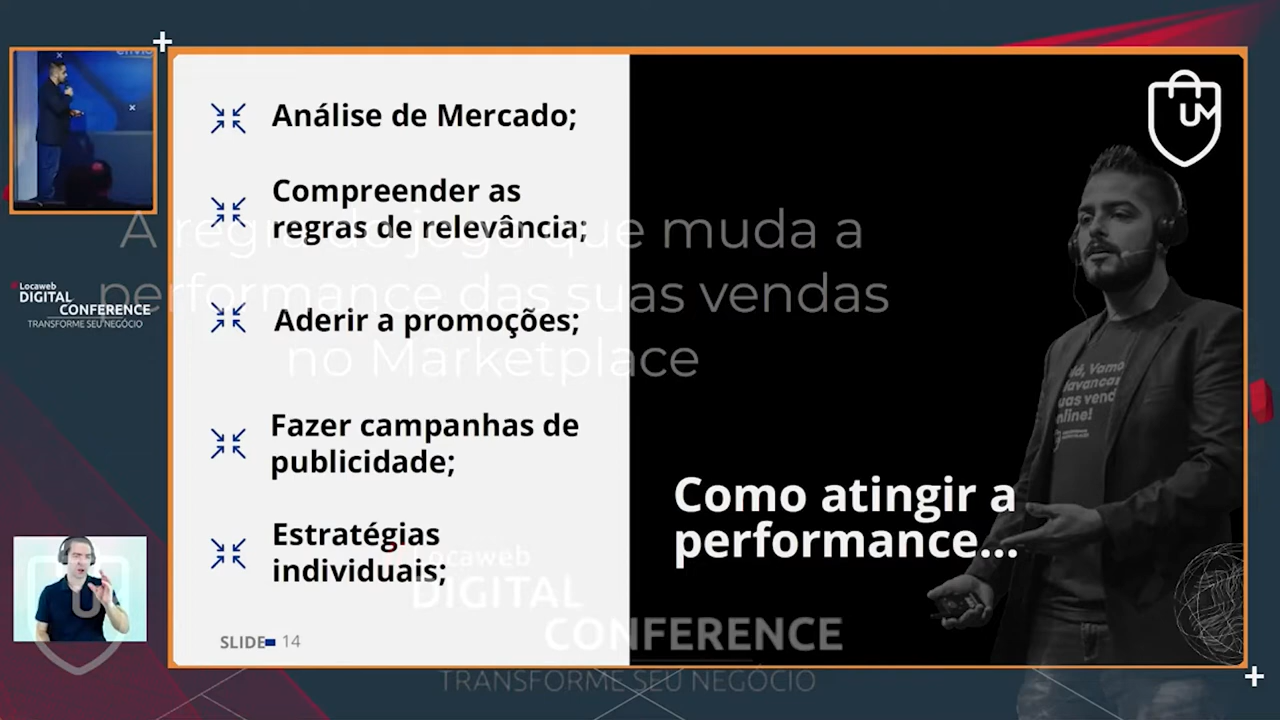 Análise de Mercado;
Compreender as
regras de relevância;
Aderir a promoções;
Fazer campanhas de
publicidade;
Estratégias
individuais;
SLIDE 14
Como atingir a
performance...
UM
A regra do jogo que muda a
performance das suas vendas
no Marketplace
Locaweb
DIGITAL
CONFERENCE
TRANSFORME SEU NEGÓCIO
Locaweb
DIGITAL
CONFERENCE
TRANSFORME SEU NEGÓCIO